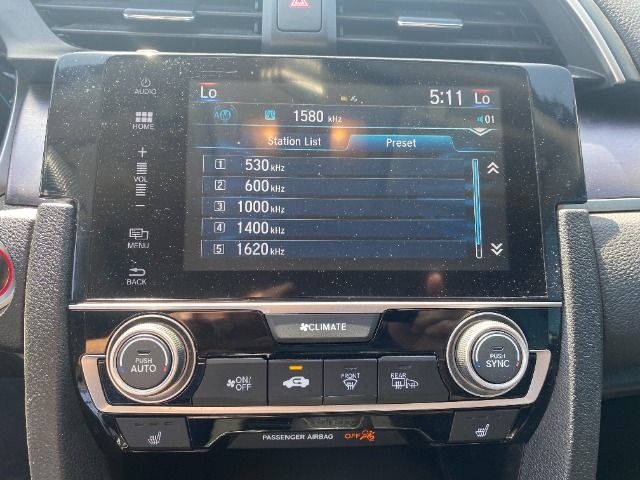 AUDIO
Lo
5:11 Lo
AM
1580 kHz
01
HOME
Station List
Preset
VOL
1 530 kHz
2 600 kHz
3 1000 kHz
4 1400 kHz
5 1620 kHz
MENU
BACK
CLIMATE
PUSH AUTO
ON/OFF
FRONT
REAR
PUSH SYNC
PASSENGER AIRBAG OFF